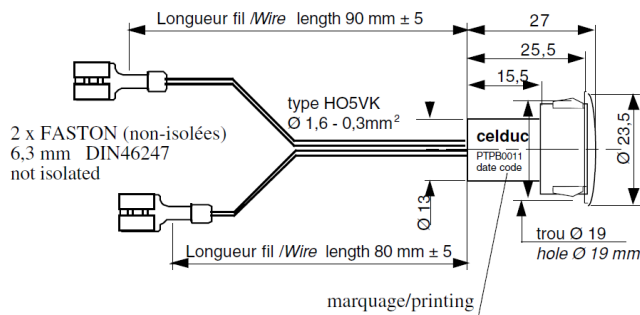 Longueur fil /Wire length 90 mm ± 5
27
25,5
15,5
type HO5VK
Ø 1,6 - 0,3mm²
2 x FASTON (non-isolées)
6,3 mm DIN46247
not isolated
celduc
PTPB0011
date code
Ø 23,5
Ø 13
trou Ø 19
hole Ø 19 mm
Longueur fil /Wire length 80 mm ± 5
marquage/printing